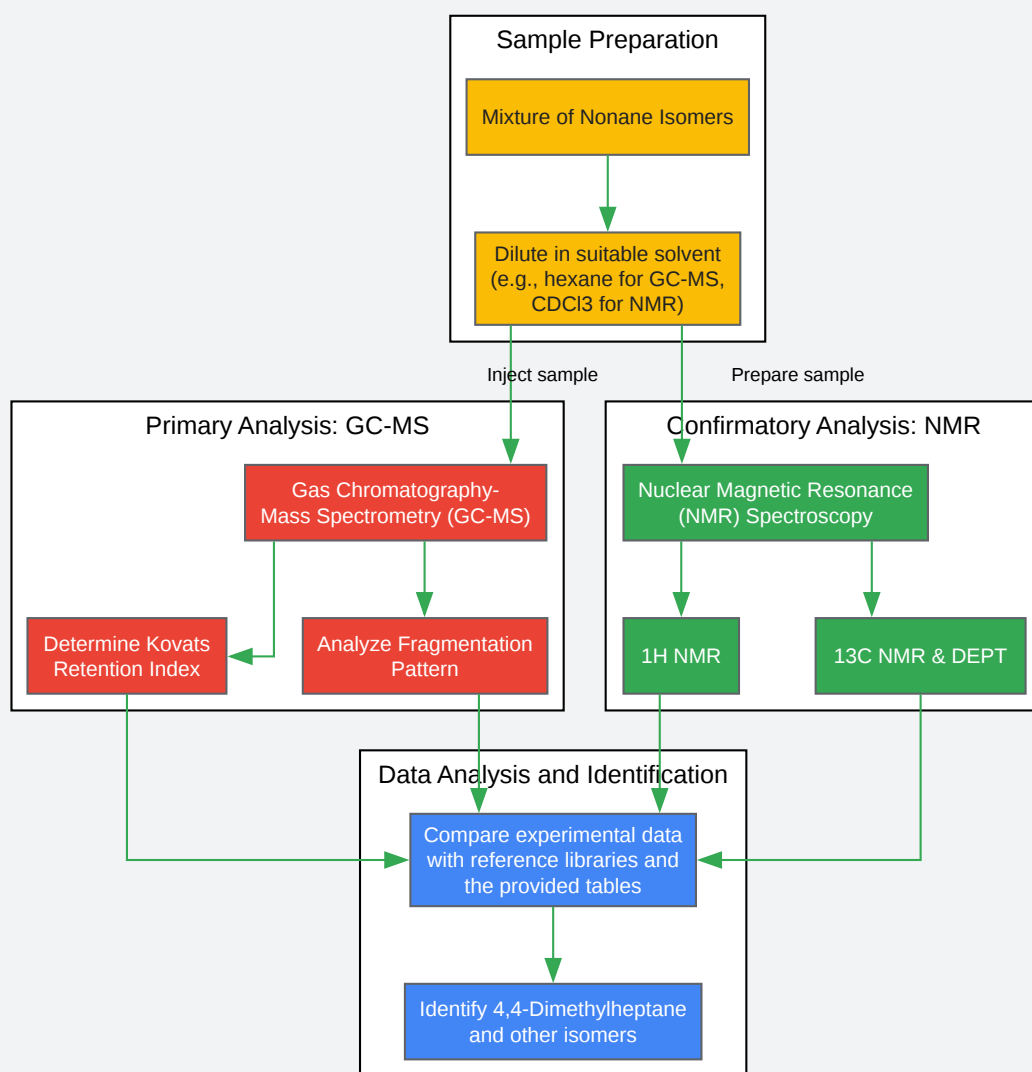 Sample Preparation
Mixture of Nonane Isomers
Dilute in suitable solvent
(e.g., hexane for GC-MS,
CDCl3 for NMR)
Inject sample
Prepare sample
Primary Analysis: GC-MS
Gas Chromatography-
Mass Spectrometry (GC-MS)
Determine Kovats
Retention Index
Analyze Fragmentation
Pattern
Confirmatory Analysis: NMR
Nuclear Magnetic Resonance
(NMR) Spectroscopy
1H NMR
13C NMR & DEPT
Data Analysis and Identification
Compare experimental data
with reference libraries and
the provided tables
Identify 4,4-Dimethylheptane
and other isomers